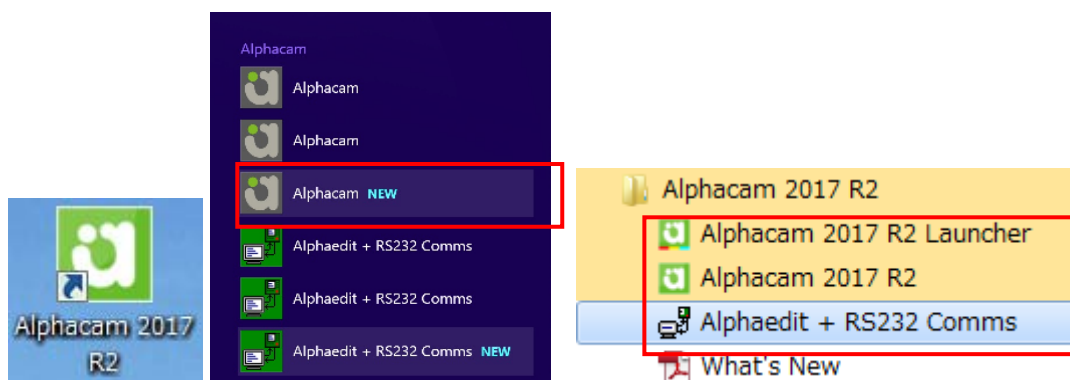 Alphacam 2017
R2
Alphacam
Alphacam
Alphacam
Alphacam NEW
Alphaedit + RS232 Comms
Alphaedit + RS232 Comms
Alphaedit + RS232 Comms NEW
Alphacam 2017 R2
Alphacam 2017 R2 Launcher
Alphacam 2017 R2
Alphaedit + RS232 Comms
What's New